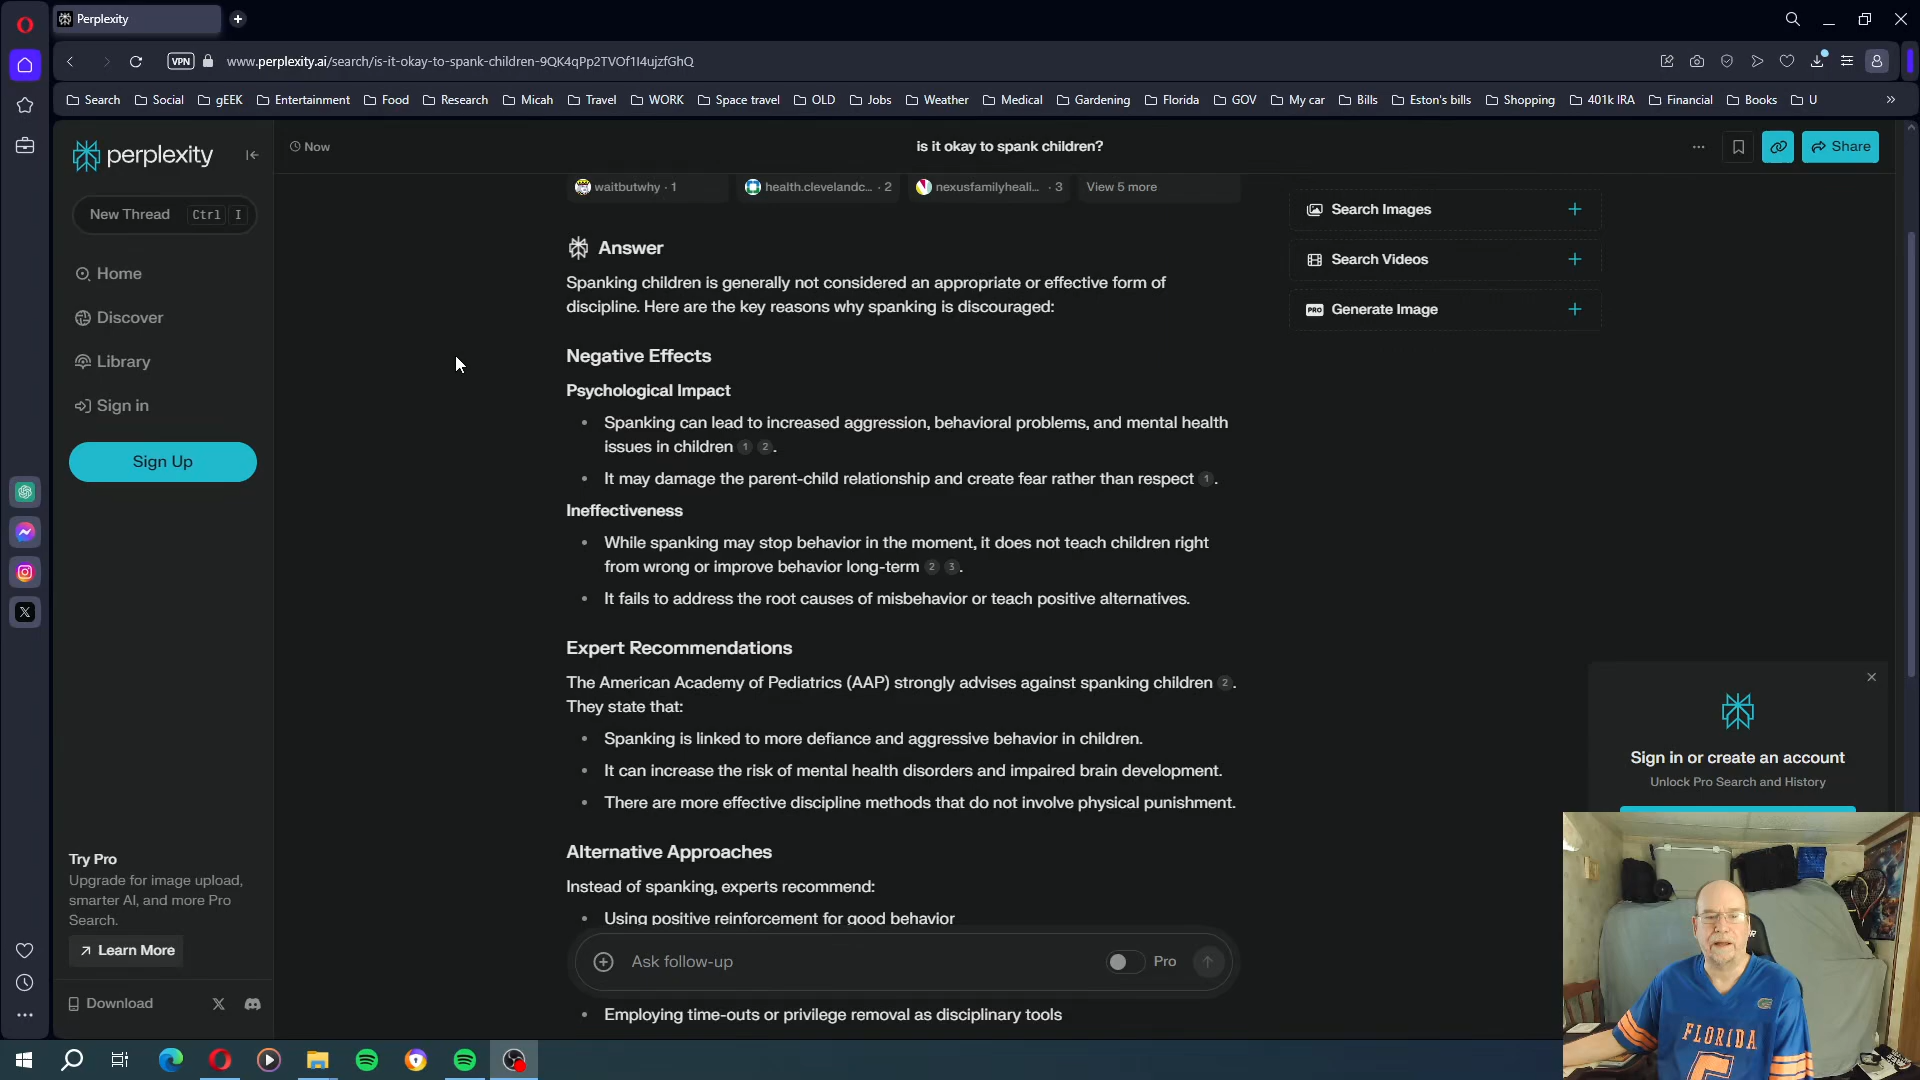 Perplexity
VPN
www.perplexity.ai/search/is-it-okay-to-spank-children-9QK4qPp2TVOf1I4ujzfGhQ
Search
Social
gEEK
Entertainment
Food
Research
Micah
Travel
WORK
Space travel
OLD
Jobs
Weather
Medical
Gardening
Florida
GOV
My car
Bills
Eston's bills
Shopping
401k IRA
Financial
Books
U
perplexity
New Thread Ctrl I
Home
Discover
Library
Sign in
Sign Up
Try Pro
Upgrade for image upload,
smarter AI, and more Pro
Search.
Learn More
Download
Now
is it okay to spank children?
Share
waitbutwhy · 1
health.clevelandc... · 2
nexusfamilyheali... · 3
View 5 more
Answer
Spanking children is generally not considered an appropriate or effective form of
discipline. Here are the key reasons why spanking is discouraged:
Negative Effects
Psychological Impact
• Spanking can lead to increased aggression, behavioral problems, and mental health
issues in children 1 2.
• It may damage the parent-child relationship and create fear rather than respect 1.
Ineffectiveness
• While spanking may stop behavior in the moment, it does not teach children right
from wrong or improve behavior long-term 2 3.
• It fails to address the root causes of misbehavior or teach positive alternatives.
Expert Recommendations
The American Academy of Pediatrics (AAP) strongly advises against spanking children 2.
They state that:
• Spanking is linked to more defiance and aggressive behavior in children.
• It can increase the risk of mental health disorders and impaired brain development.
• There are more effective discipline methods that do not involve physical punishment.
Alternative Approaches
Instead of spanking, experts recommend:
• Using positive reinforcement for good behavior
Ask follow-up
Pro
• Employing time-outs or privilege removal as disciplinary tools
Search Images
Search Videos
PRO Generate Image
Sign in or create an account
Unlock Pro Search and History
FLORIDA